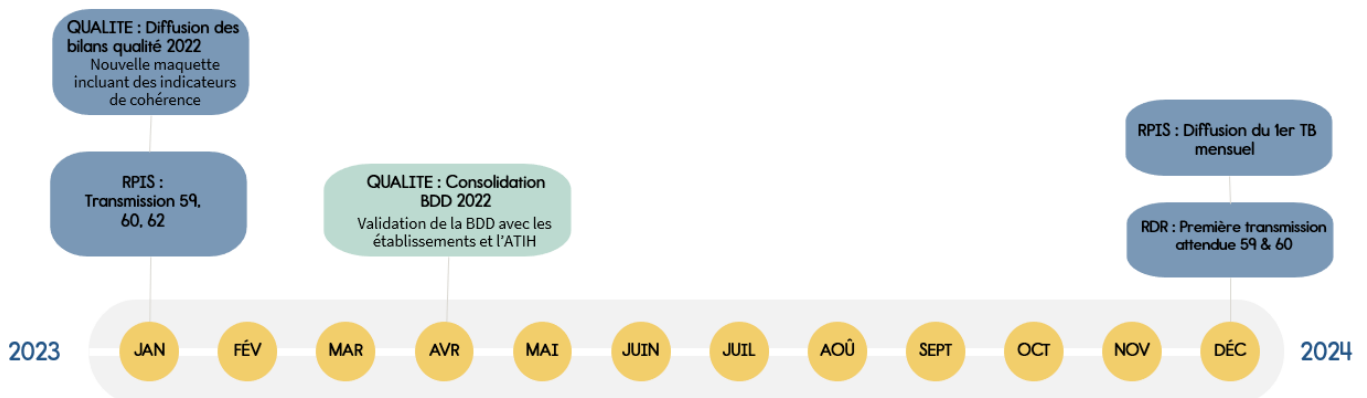 QUALITE : Diffusion des
bilans qualité 2022
Nouvelle maquette
incluant des indicateurs
de cohérence
RPIS :
Transmission 59,
60, 62
QUALITE : Consolidation
BDD 2022
Validation de la BDD avec les
établissements et l'ATIH
RPIS : Diffusion du 1er TB
mensuel
RDR : Première transmission
attendue 59 & 60
2023
JAN
FÉV
MAR
AVR
MAI
JUIN
JUIL
AOÛ
SEPT
OCT
NOV
DÉC
2024